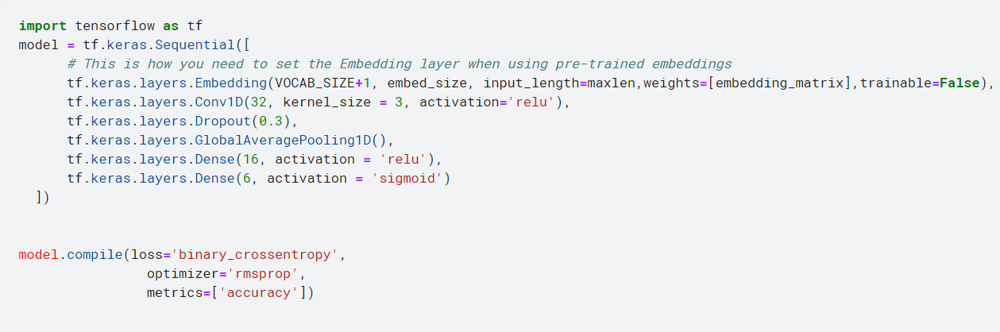 import tensorflow as tf
model = tf.keras.Sequential([
      # This is how you need to set the Embedding layer when using pre-trained embeddings
      tf.keras.layers.Embedding(VOCAB_SIZE+1, embed_size, input_length=maxlen,weights=[embedding_matrix],trainable=False),
      tf.keras.layers.Conv1D(32, kernel_size = 3, activation='relu'),
      tf.keras.layers.Dropout(0.3),
      tf.keras.layers.GlobalAveragePooling1D(),
      tf.keras.layers.Dense(16, activation = 'relu'),
      tf.keras.layers.Dense(6, activation = 'sigmoid')
  ])
model.compile(loss='binary_crossentropy',
                optimizer='rmsprop',
                metrics=['accuracy'])